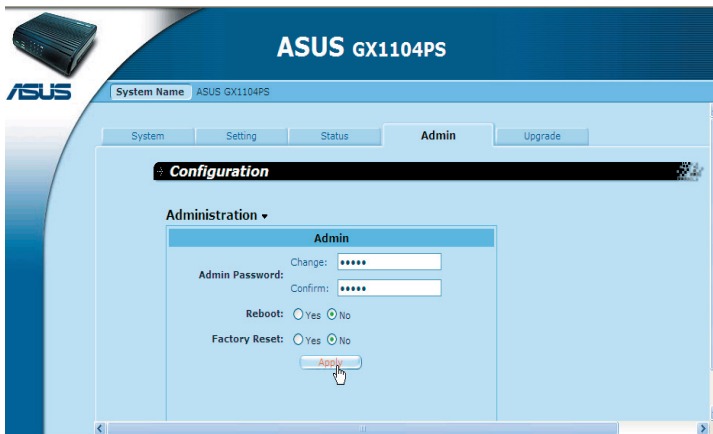 ASUS GX1104PS
ASUS
System Name ASUS GX1104PS
System Setting Status Admin Upgrade
Configuration
Administration
Admin
Admin Password:
Change: •••••
Confirm: •••••
Reboot: Yes No
Factory Reset: Yes No
Apply